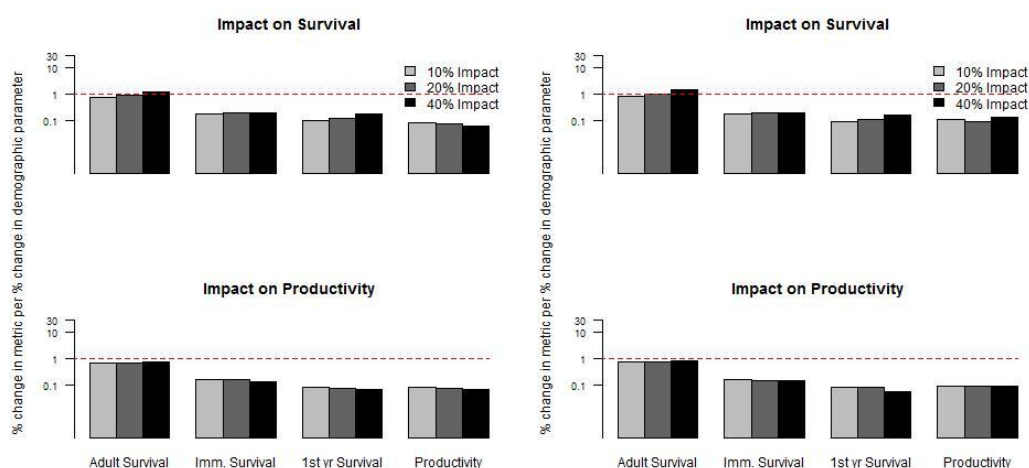 Impact on Survival
30
10
1
0.1
10% Impact
20% Impact
40% Impact
Impact on Productivity
30
10
1
0.1
% change in metric per % change in demographic parameter
Adult Survival Imm. Survival 1st yr Survival Productivity
Impact on Survival
30
10
1
0.1
10% Impact
20% Impact
40% Impact
Impact on Productivity
30
10
1
0.1
% change in metric per % change in demographic parameter
Adult Survival Imm. Survival 1st yr Survival Productivity